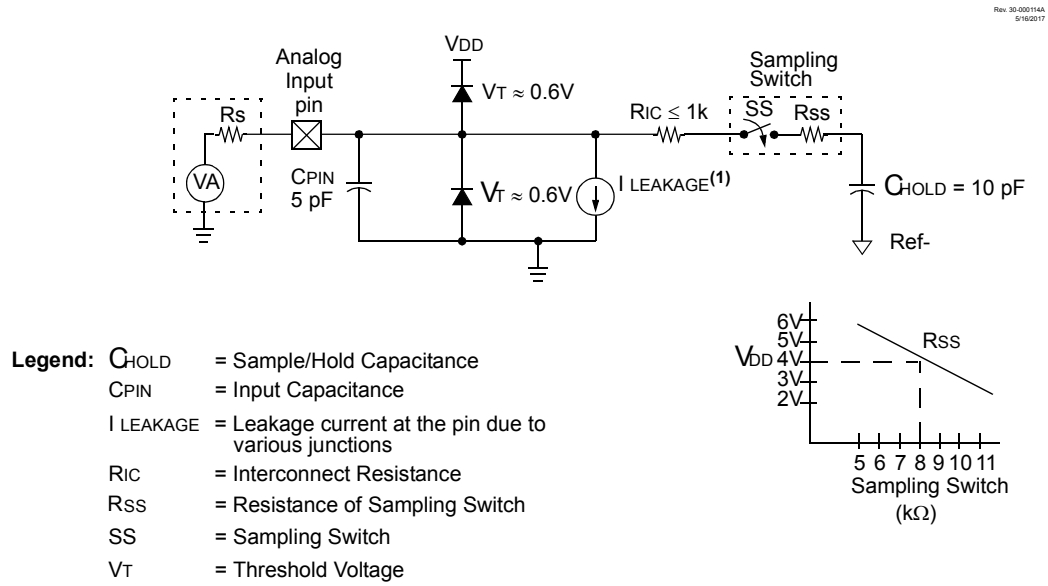 Rev. 30-000114A
5/16/2017
VDD
Analog
Input
pin
Sampling
Switch
VT ≈ 0.6V
Rs
RIC ≤ 1k
SS
Rss
VA
CPIN
5 pF
VT ≈ 0.6V
I LEAKAGE(1)
CHOLD = 10 pF
Ref-
6V
5V
VDD 4V
3V
2V
Rss
5 6 7 8 9 10 11
Sampling Switch
(kΩ)
Legend: CHOLD = Sample/Hold Capacitance
CPIN = Input Capacitance
I LEAKAGE = Leakage current at the pin due to
various junctions
RIC = Interconnect Resistance
RSS = Resistance of Sampling Switch
SS = Sampling Switch
VT = Threshold Voltage